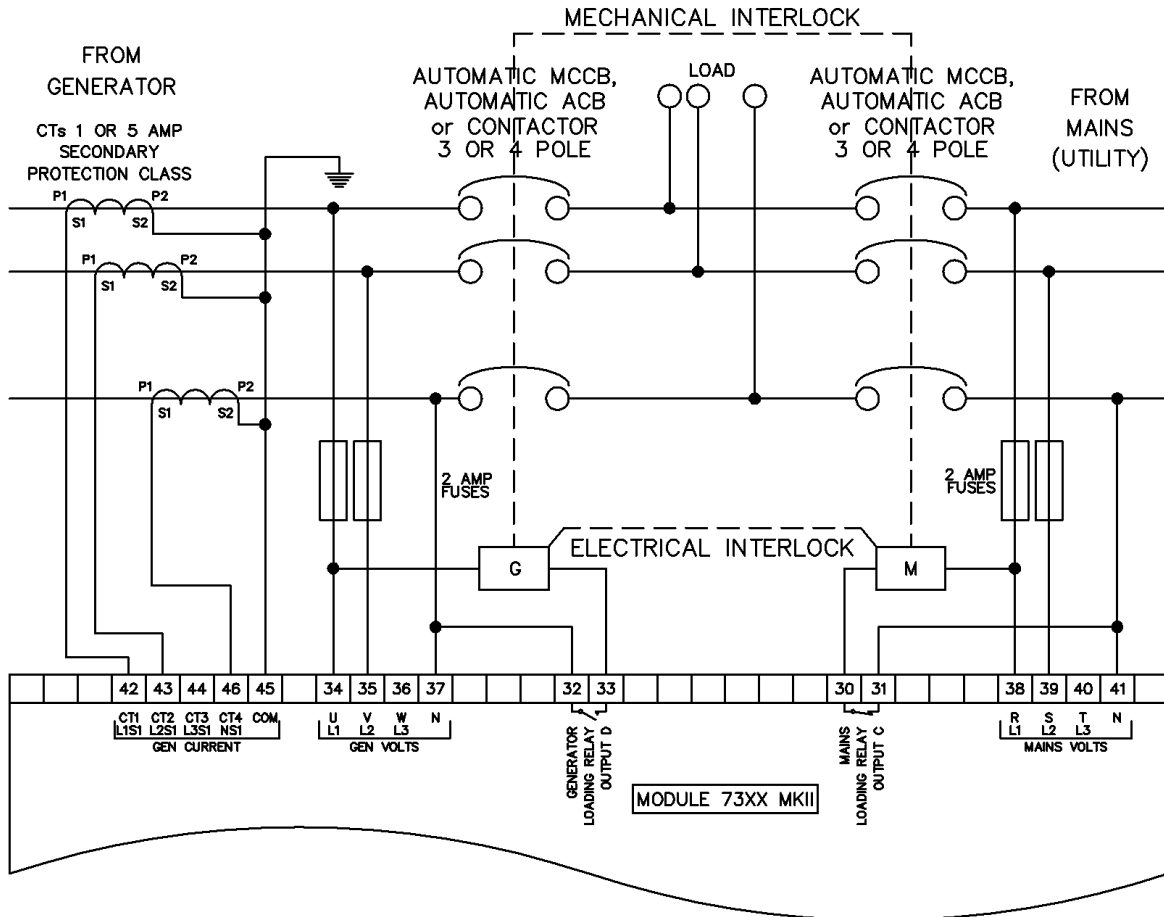 MECHANICAL INTERLOCK
FROM
GENERATOR
CTs 1 OR 5 AMP
SECONDARY
PROTECTION CLASS
AUTOMATIC MCCB,
AUTOMATIC ACB
or CONTACTOR
3 OR 4 POLE
LOAD
AUTOMATIC MCCB,
AUTOMATIC ACB
or CONTACTOR
3 OR 4 POLE
FROM
MAINS
(UTILITY)
P1 P2
S1 S2
P1 P2
S1 S2
P1 P2
S1 S2
2 AMP
FUSES
2 AMP
FUSES
ELECTRICAL INTERLOCK
G
M
42 43 44 46 45 34 35 36 37 32 33 30 31 38 39 40 41
CT1 CT2 CT3 CT4 COM
L1S1 L2S1 L3S1 NS1
GEN CURRENT
U V W N
L1 L2 L3
GEN VOLTS
GENERATOR
LOADING RELAY
OUTPUT D
MAINS
LOADING RELAY
OUTPUT C
R S T N
L1 L2 L3
MAINS VOLTS
MODULE 73XX MKII